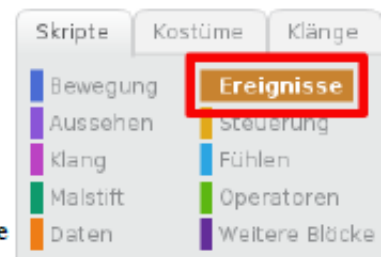 Skripte Kostüme Klänge
Bewegung Ereignisse
Aussehen Steuerung
Klang Fühlen
Malstift Operatoren
e Daten Weitere Blöcke